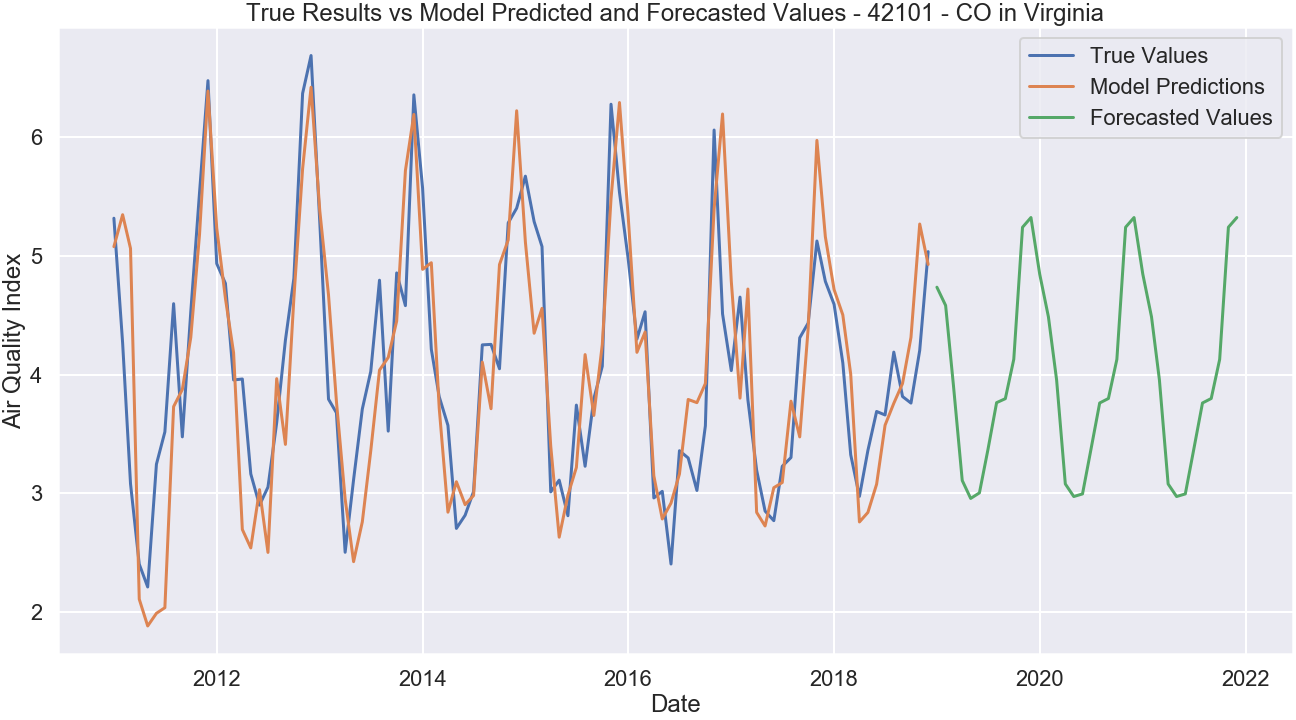 True Results vs Model Predicted and Forecasted Values - 42101 - CO in Virginia
True Values
Model Predictions
Forecasted Values
Air Quality Index
6
5
4
3
2
2012 2014 2016 2018 2020 2022
Date